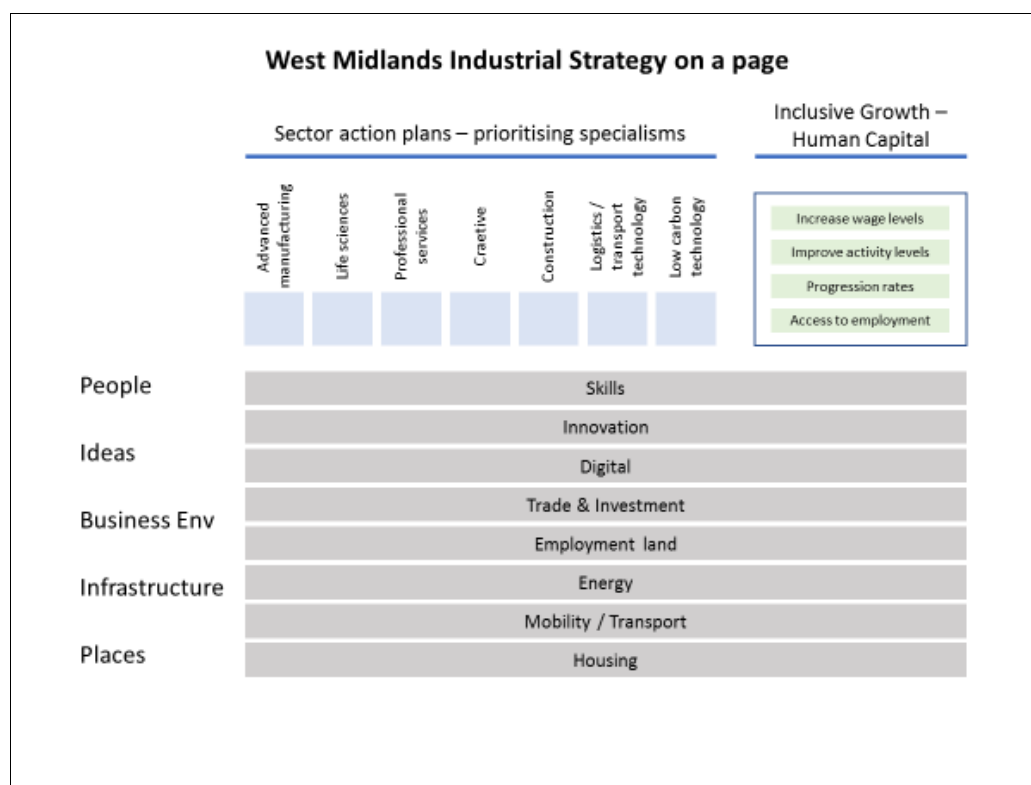 West Midlands Industrial Strategy on a page
Sector action plans – prioritising specialisms
Inclusive Growth –
Human Capital
Advanced
manufacturing
Life sciences
Professional
services
Craetive
Construction
Logistics /
transport
technology
Low carbon
technology
Increase wage levels
Improve activity levels
Progression rates
Access to employment
People
Ideas
Business Env
Infrastructure
Places
Skills
Innovation
Digital
Trade & Investment
Employment land
Energy
Mobility / Transport
Housing